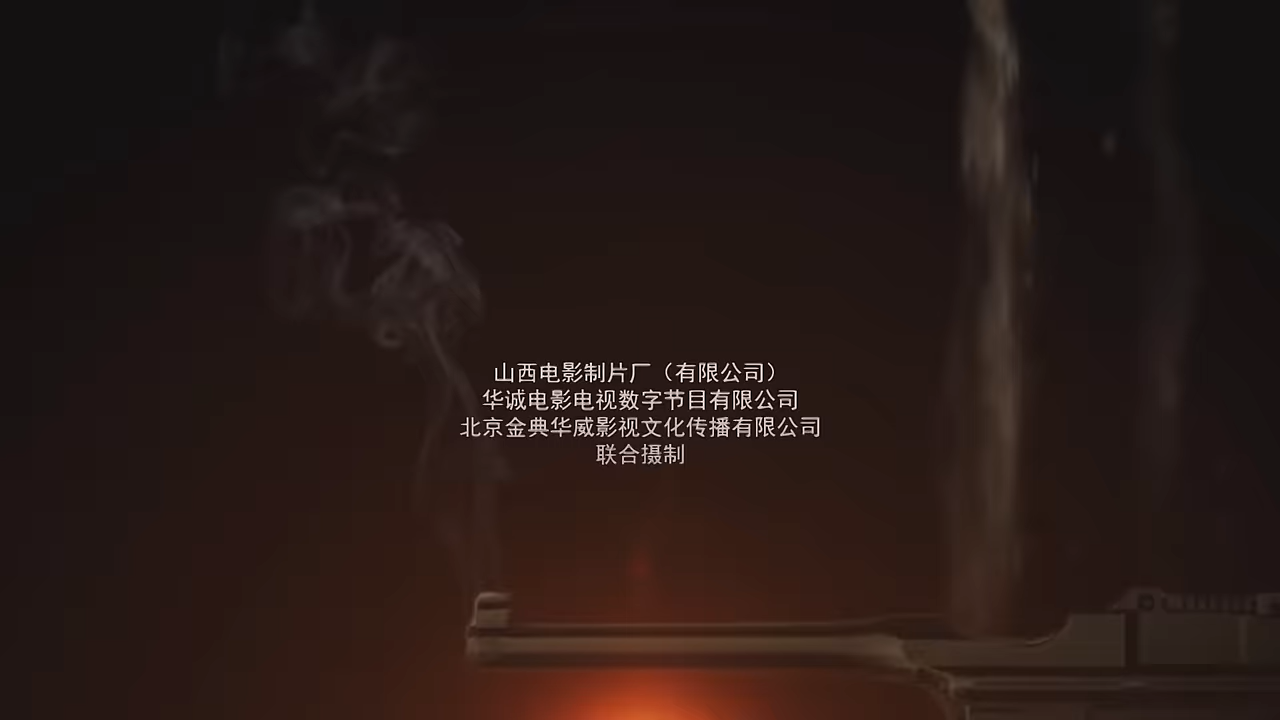 山西电影制片厂（有限公司）
华诚电影电视数字节目有限公司
北京金典华威影视文化传播有限公司
联合摄制